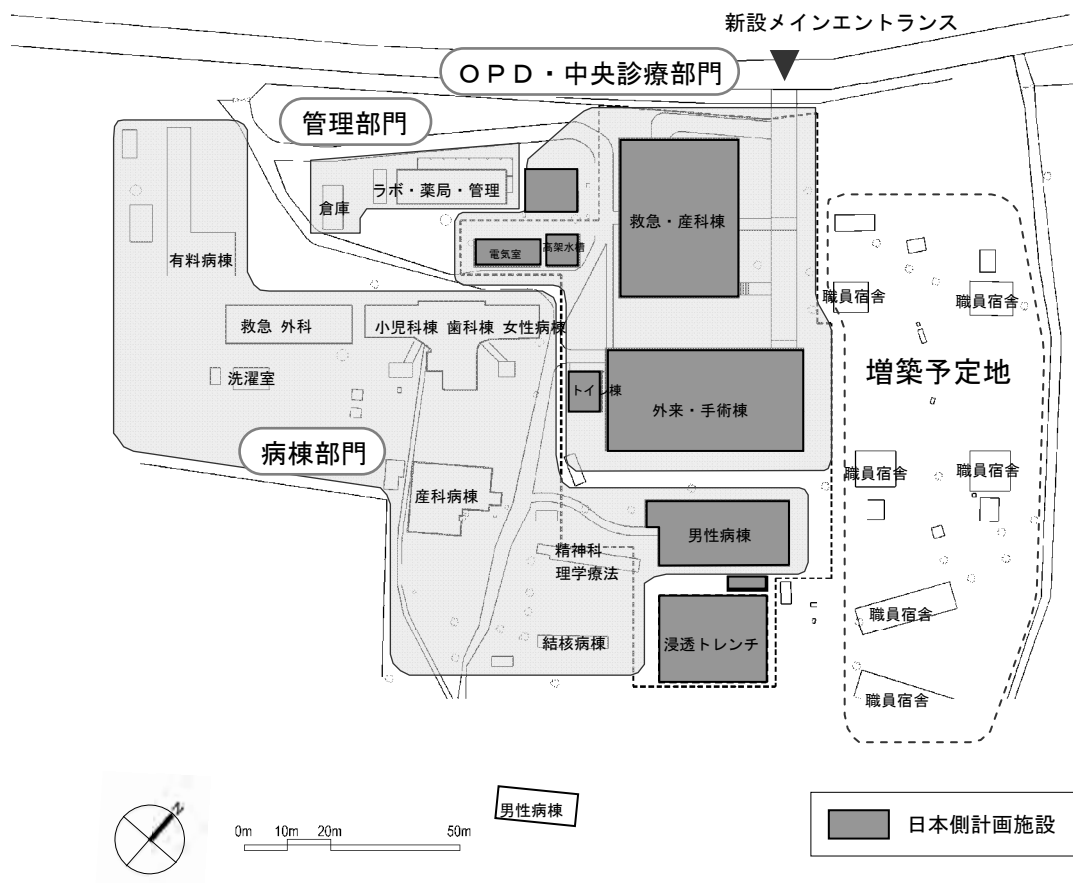 新設メインエントランス
OPD・中央診療部門
管理部門
ラボ・薬局・管理
倉庫
救急・産科棟
電気室
高架水槽
有料病棟
職員宿舎
職員宿舎
救急 外科
小児科棟 歯科棟 女性病棟
洗濯室
トイレ棟
外来・手術棟
増築予定地
病棟部門
産科病棟
職員宿舎
職員宿舎
男性病棟
精神科
理学療法
職員宿舎
結核病棟
浸透トレンチ
職員宿舎
N
男性病棟
0m 10m 20m 50m
日本側計画施設